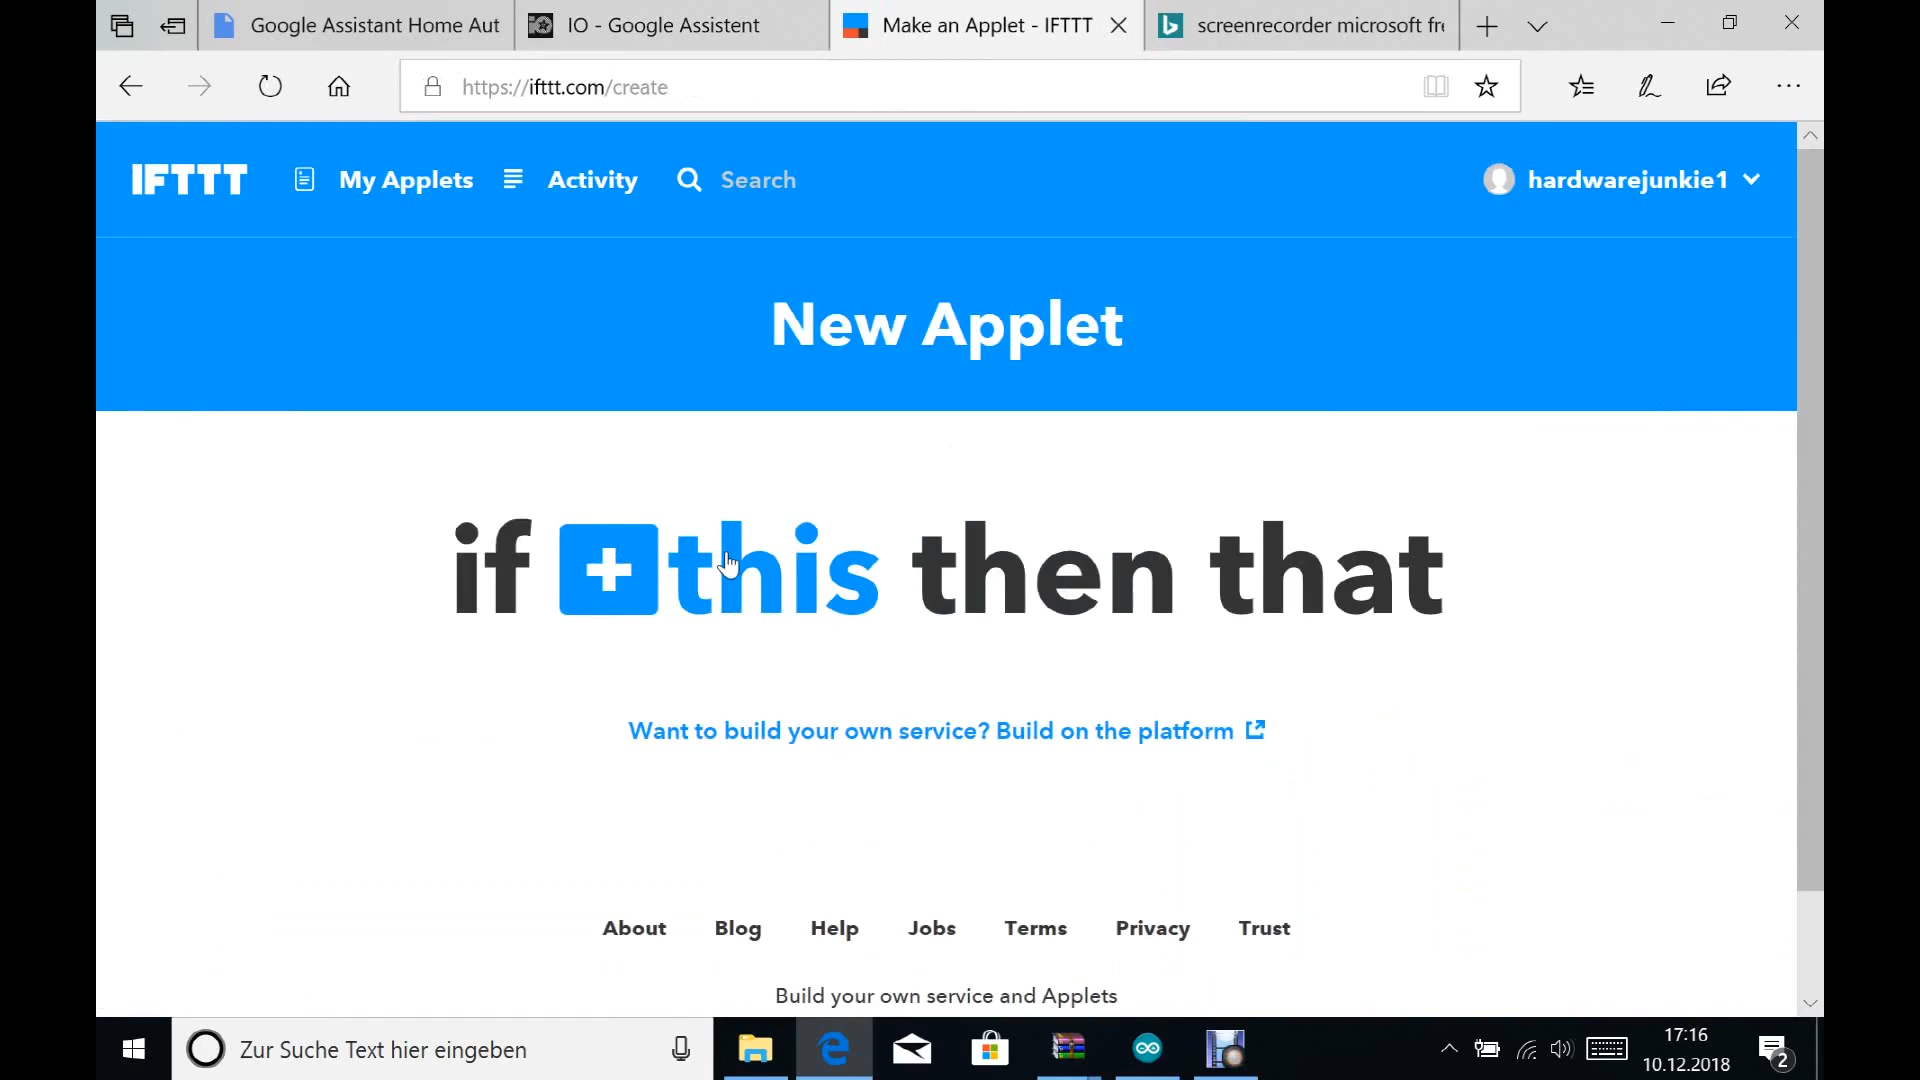 Google Assistant Home Aut
IO - Google Assistent
Make an Applet - IFTTT
screenrecorder microsoft fre
https://ifttt.com/create
IFTTT
My Applets
Activity
Search
hardwarejunkie1
New Applet
if + this then that
Want to build your own service? Build on the platform
About Blog Help Jobs Terms Privacy Trust
Build your own service and Applets
Zur Suche Text hier eingeben
17:16
10.12.2018
2